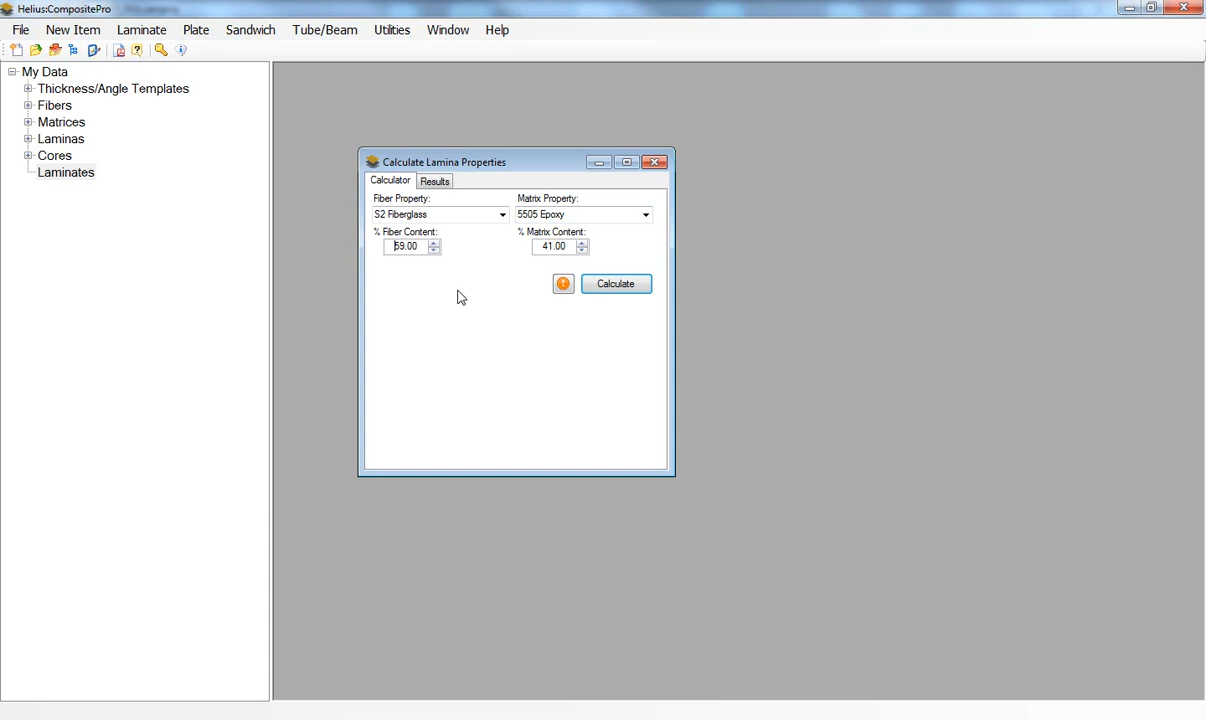 Helius:CompositePro
File New Item Laminate Plate Sandwich Tube/Beam Utilities Window Help
My Data
Thickness/Angle Templates
Fibers
Matrices
Laminas
Cores
Laminates
Calculate Lamina Properties
Calculator Results
Fiber Property: Matrix Property:
S2 Fiberglass 5505 Epoxy
% Fiber Content: % Matrix Content:
59.00 41.00
Calculate